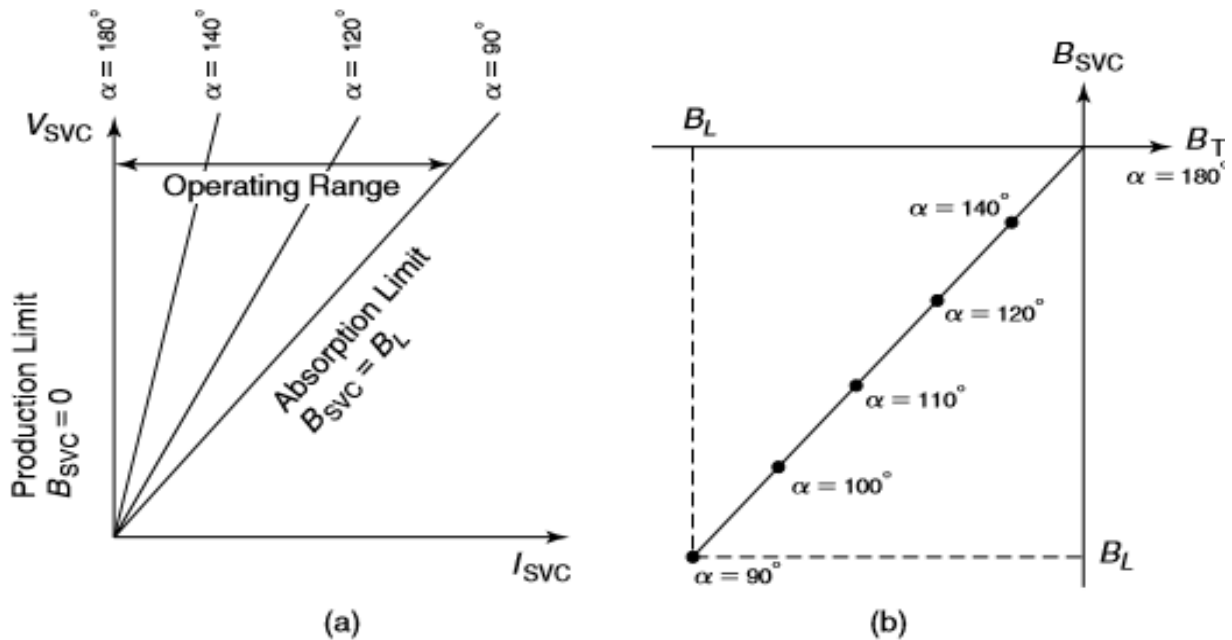 α = 180°
α = 140°
α = 120°
α = 90°
V_SVC
Operating Range
Production Limit
B_SVC = 0
Absorption Limit
B_SVC = B_L
I_SVC
(a)
B_SVC
B_L
B_T
α = 180°
α = 140°
α = 120°
α = 110°
α = 100°
α = 90°
B_L
(b)